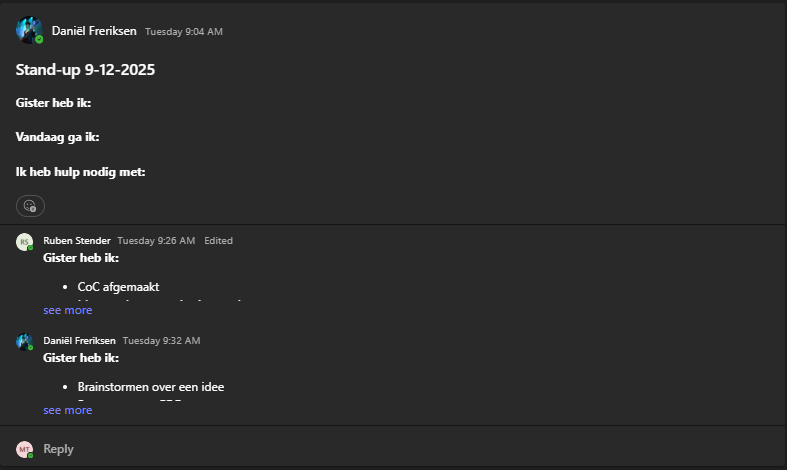 Daniël Freriksen Tuesday 9:04 AM
Stand-up 9-12-2025
Gister heb ik:
Vandaag ga ik:
Ik heb hulp nodig met:
RS Ruben Stender Tuesday 9:26 AM Edited
Gister heb ik:
• CoC afgemaakt
see more
Daniël Freriksen Tuesday 9:32 AM
Gister heb ik:
• Brainstormen over een idee
see more
MT Reply